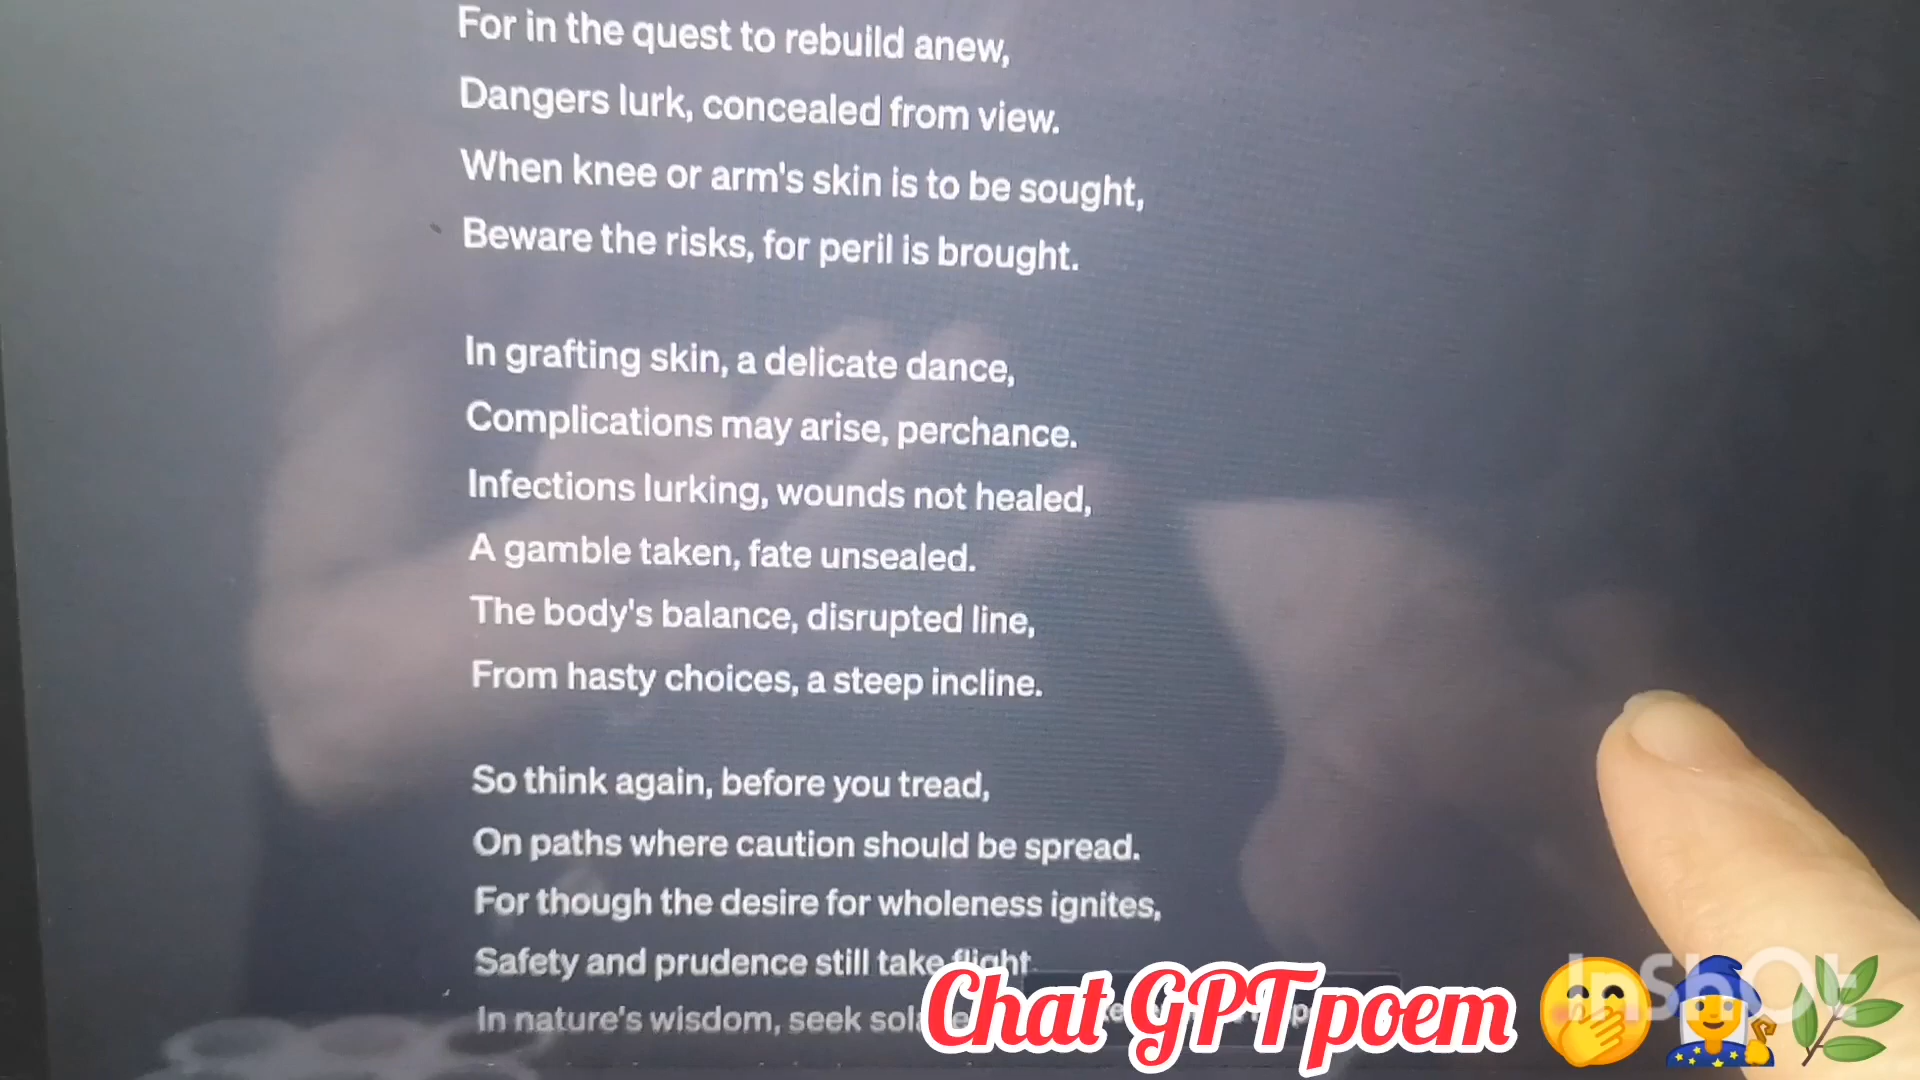 For in the quest to rebuild anew,
Dangers lurk, concealed from view.
When knee or arm's skin is to be sought,
Beware the risks, for peril is brought.
In grafting skin, a delicate dance,
Complications may arise, perchance.
Infections lurking, wounds not healed,
A gamble taken, fate unsealed.
The body's balance, disrupted line,
From hasty choices, a steep incline.
So think again, before you tread,
On paths where caution should be spread.
For though the desire for wholeness ignites,
Safety and prudence still take flight.
In nature's wisdom, seek
Chat GPT poem
InShOt